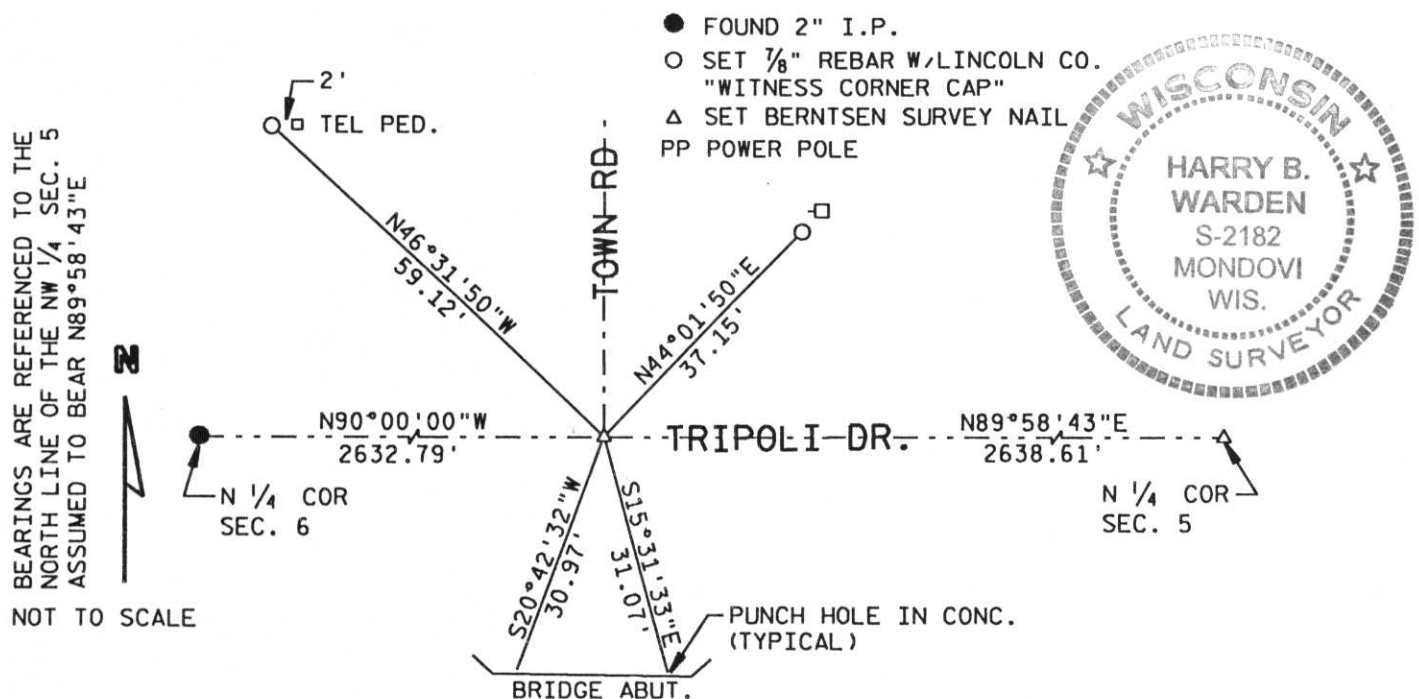 ● FOUND 2" I.P.
○ SET 7/8" REBAR W/LINCOLN CO.
"WITNESS CORNER CAP"
△ SET BERNTSEN SURVEY NAIL
PP POWER POLE
WISCONSIN
HARRY B.
WARDEN
S-2182
MONDOVI
WIS.
LAND SURVEYOR
2'
TEL PED.
TOWN RD
N46°31'50"W
59.12'
N44°01'50"E
37.15'
BEARINGS ARE REFERENCED TO THE
NORTH LINE OF THE NW 1/4 SEC. 5
ASSUMED TO BEAR N89°58'43"E
N
NOT TO SCALE
N90°00'00"W
2632.79'
TRIPOLI DR.
N89°58'43"E
2638.61'
N 1/4 COR
SEC. 6
N 1/4 COR
SEC. 5
S20°42'32"W
30.97'
S15°31'33"E
31.07'
PUNCH HOLE IN CONC.
(TYPICAL)
BRIDGE ABUT.